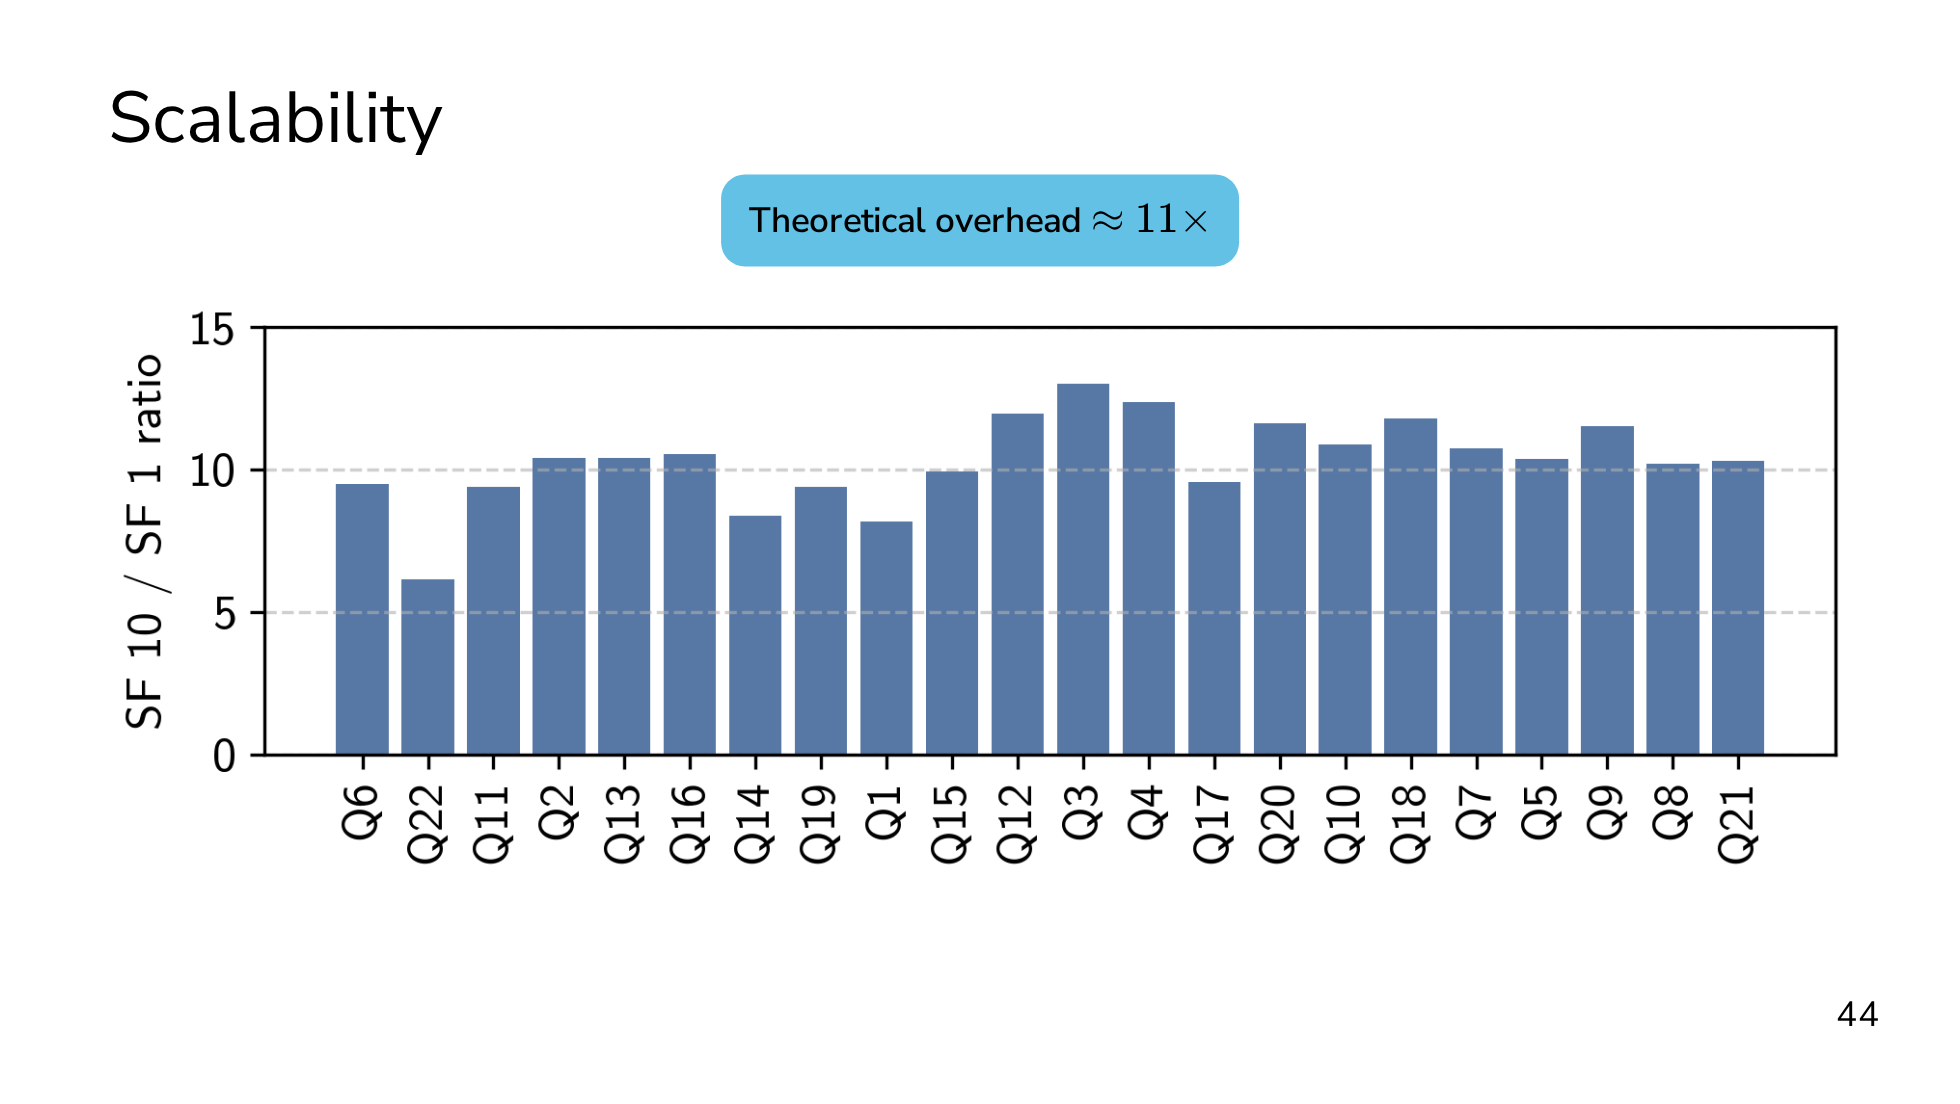 Scalability
Theoretical overhead ≈ 11×
15
10
5
0
SF 10 / SF 1 ratio
Q6
Q22
Q11
Q2
Q13
Q16
Q14
Q19
Q1
Q15
Q12
Q3
Q4
Q17
Q20
Q10
Q18
Q7
Q5
Q9
Q8
Q21
44